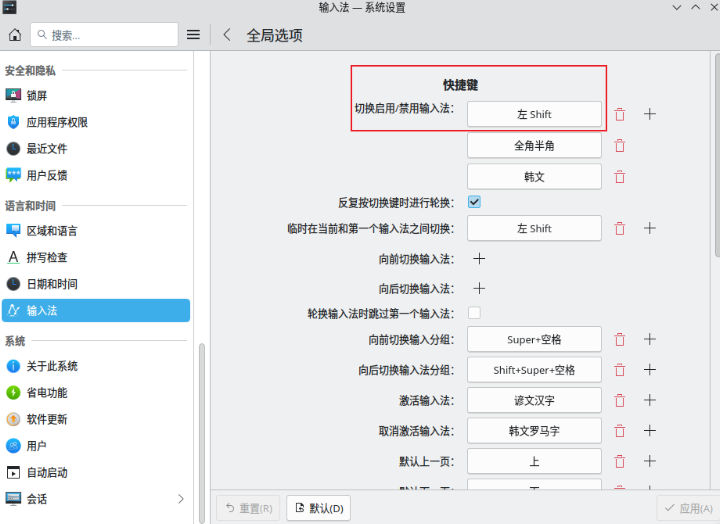 输入法 — 系统设置
搜索...
全局选项
安全和隐私
锁屏
应用程序权限
最近文件
用户反馈
语言和时间
区域和语言
拼写检查
日期和时间
输入法
系统
关于此系统
省电功能
软件更新
用户
自动启动
会话
快捷键
切换启用/禁用输入法：
左 Shift
全角半角
韩文
反复按切换键时进行轮换：
临时在当前和第一个输入法之间切换：
左 Shift
向前切换输入法：
向后切换输入法：
轮换输入法时跳过第一个输入法：
向前切换输入分组：
Super+空格
向后切换输入法分组：
Shift+Super+空格
激活输入法：
谚文汉字
取消激活输入法：
韩文罗马字
默认上一页：
上
重置(R)
默认(D)
应用(A)